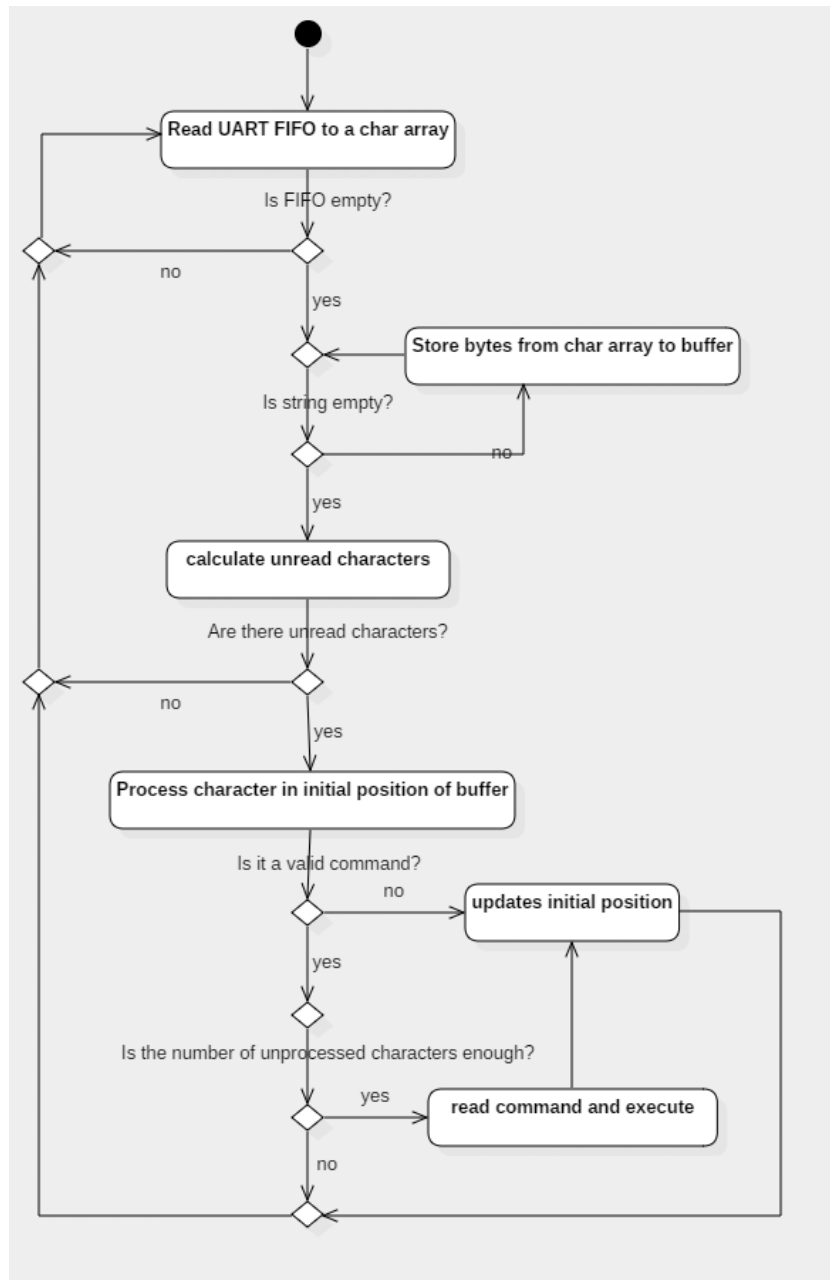 Read UART FIFO to a char array
Is FIFO empty?
no
yes
Store bytes from char array to buffer
Is string empty?
no
yes
calculate unread characters
Are there unread characters?
no
yes
Process character in initial position of buffer
Is it a valid command?
no
updates initial position
yes
Is the number of unprocessed characters enough?
yes
read command and execute
no